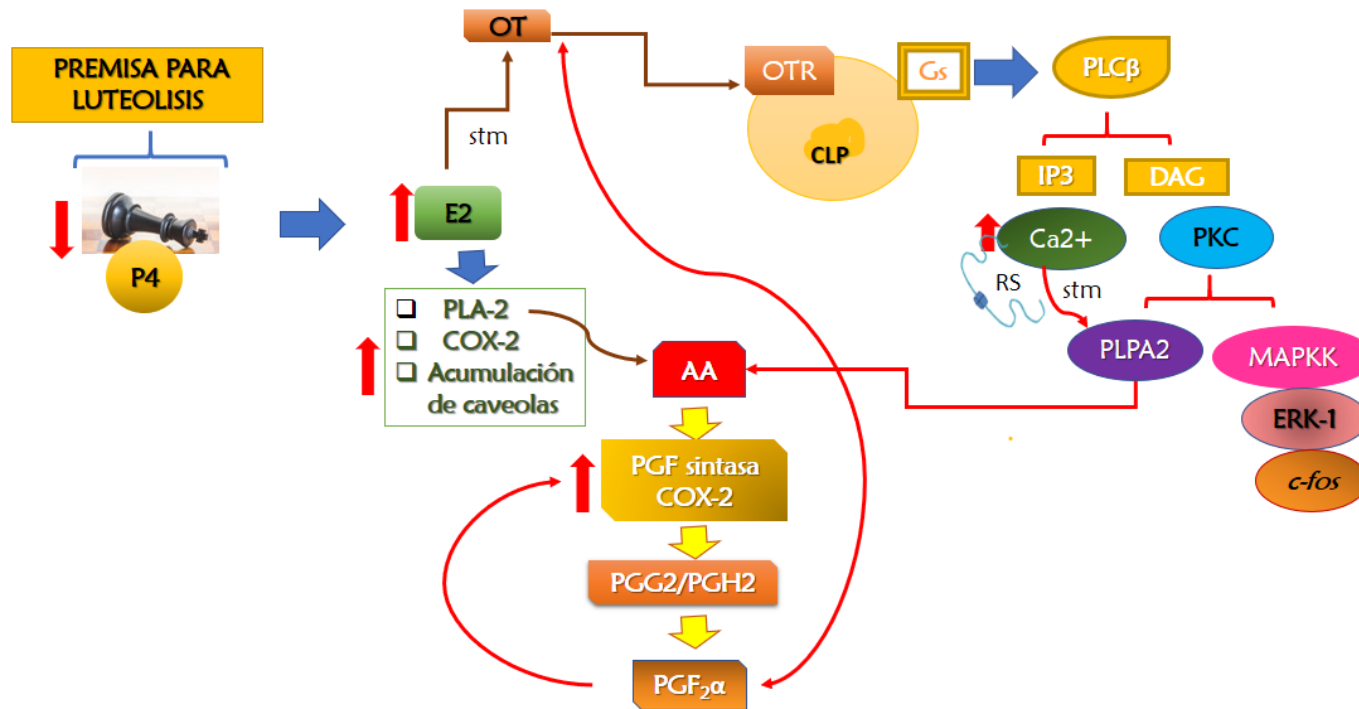 PREMISA PARA
LUTEOLISIS
P4
OT
stm
E2
PLA-2
COX-2
Acumulación
de caveolas
OTR
CLP
Gs
PLCβ
IP3
DAG
Ca2+
PKC
RS
stm
PLPA2
MAPKK
ERK-1
c-fos
AA
PGF sintasa
COX-2
PGG2/PGH2
PGF₂α